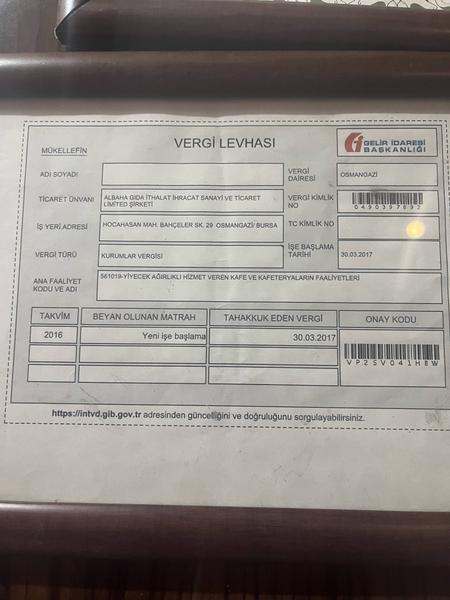 VERGİ LEVHASI
GELİR İDARESİ
BAŞKANLIĞI
MÜKELLEFİN
ADI SOYADI
VERGİ
DAİRESİ
OSMANGAZİ
TİCARET ÜNVANI
ALBAHA GIDA İTHALAT İHRACAT SANAYİ VE TİCARET
LİMİTED ŞİRKETİ
VERGİ KİMLİK
NO
0490397892
İŞ YERİ ADRESİ
HOCAHASAN MAH. BAHÇELER SK. 29 OSMANGAZİ/ BURSA
TC KİMLİK NO
VERGİ TÜRÜ
KURUMLAR VERGİSİ
İŞE BAŞLAMA
TARİHİ
30.03.2017
ANA FAALİYET
KODU VE ADI
561019-YİYECEK AĞIRLIKLI HİZMET VEREN KAFE VE KAFETERYALARIN FAALİYETLERİ
TAKVİM
BEYAN OLUNAN MATRAH
TAHAKKUK EDEN VERGİ
ONAY KODU
2016
Yeni işe başlama
30.03.2017
VP2SV041H8W
https://intvd.gib.gov.tr adresinden güncelliğini ve doğruluğunu sorgulayabilirsiniz.